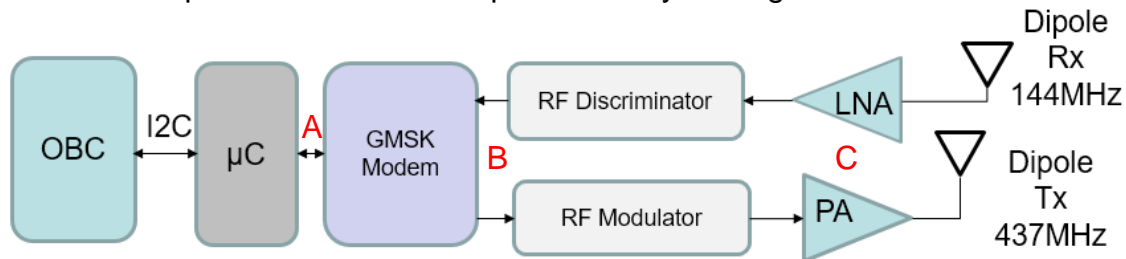 Dipole
Rx
144MHz
LNA
RF Discriminator
OBC
I2C
µC
A
GMSK
Modem
B
C
RF Modulator
PA
Dipole
Tx
437MHz